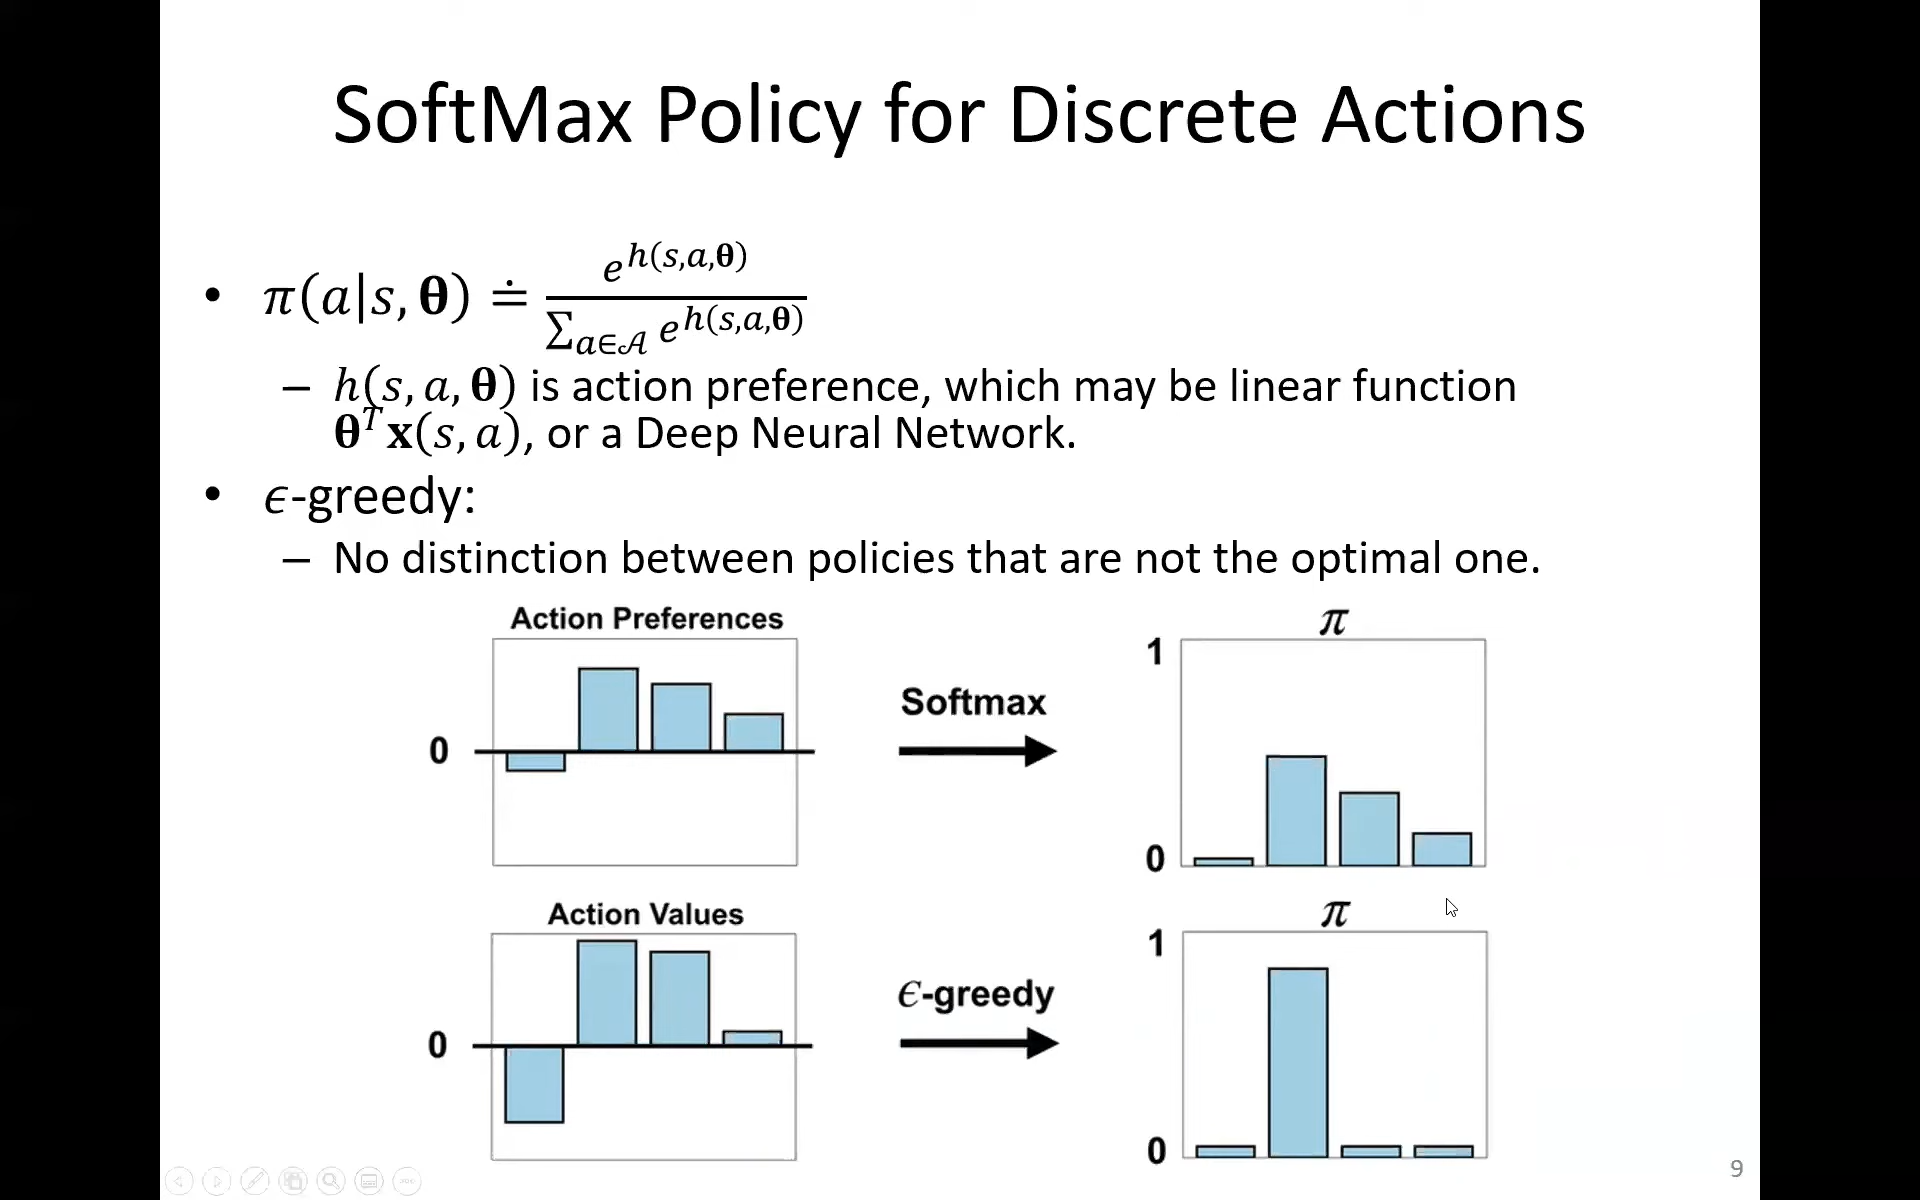 SoftMax Policy for Discrete Actions
• π(a|s, θ) ≐ e^{h(s,a,θ)} / ∑_{a∈𝒜} e^{h(s,a,θ)}
– h(s, a, θ) is action preference, which may be linear function
θᵀx(s, a), or a Deep Neural Network.
• ϵ-greedy:
– No distinction between policies that are not the optimal one.
Action Preferences
0
Softmax
π
1
0
Action Values
0
ϵ-greedy
π
1
0
9